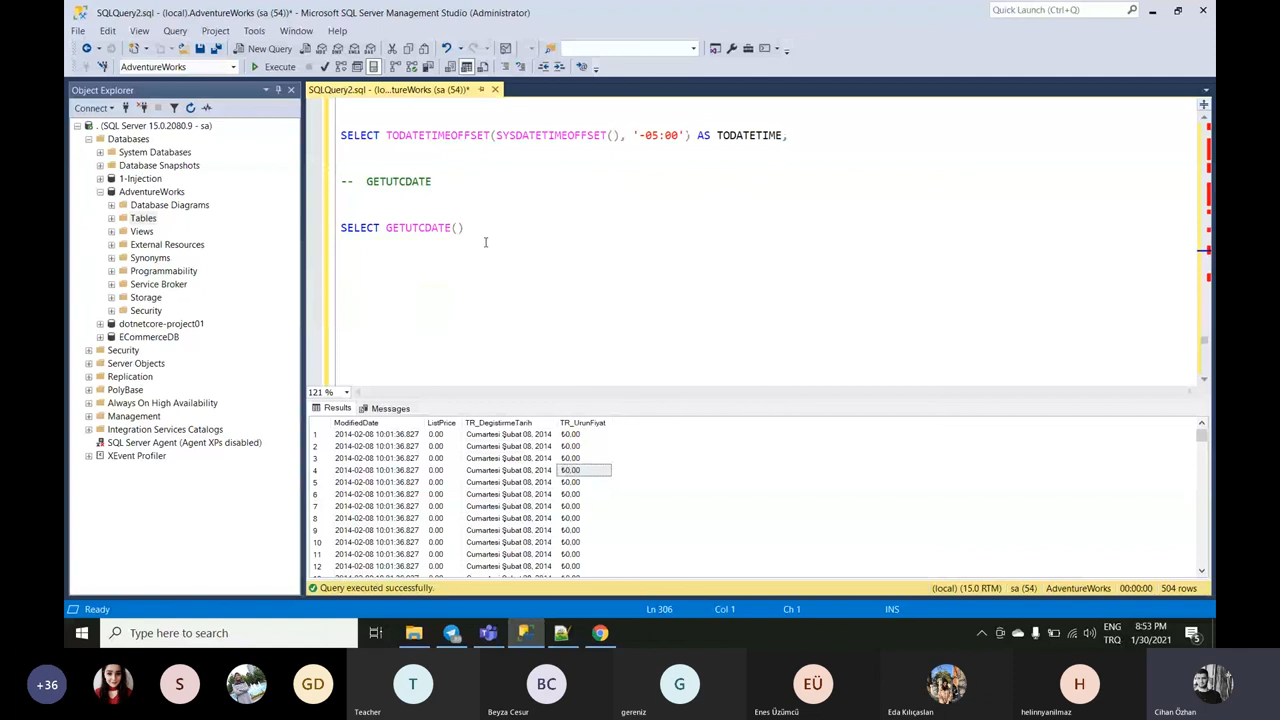 SQLQuery2.sql - (local).AdventureWorks (sa (54))* - Microsoft SQL Server Management Studio (Administrator)
Quick Launch (Ctrl+Q)
File Edit View Query Project Tools Window Help
New Query
AdventureWorks
Execute
Object Explorer
SQLQuery2.sql - (lo...tureWorks (sa (54))*
Connect
. (SQL Server 15.0.2080.9 - sa)
Databases
System Databases
Database Snapshots
1-Injection
AdventureWorks
Database Diagrams
Tables
Views
External Resources
Synonyms
Programmability
Service Broker
Storage
Security
dotnetcore-project01
ECommerceDB
Security
Server Objects
Replication
PolyBase
Always On High Availability
Management
Integration Services Catalogs
SQL Server Agent (Agent XPs disabled)
XEvent Profiler
SELECT TODATETIMEOFFSET(SYSDATETIMEOFFSET(), '-05:00') AS TODATETIME,
-- GETUTCDATE
SELECT GETUTCDATE()
121 %
Results Messages
ModifiedDate ListPrice TR_DegistirmeTarih TR_UrunFiyat
1 2014-02-08 10:01:36.827 0.00 Cumartesi Şubat 08, 2014 ₺0,00
2 2014-02-08 10:01:36.827 0.00 Cumartesi Şubat 08, 2014 ₺0,00
3 2014-02-08 10:01:36.827 0.00 Cumartesi Şubat 08, 2014 ₺0,00
4 2014-02-08 10:01:36.827 0.00 Cumartesi Şubat 08, 2014 ₺0,00
5 2014-02-08 10:01:36.827 0.00 Cumartesi Şubat 08, 2014 ₺0,00
6 2014-02-08 10:01:36.827 0.00 Cumartesi Şubat 08, 2014 ₺0,00
7 2014-02-08 10:01:36.827 0.00 Cumartesi Şubat 08, 2014 ₺0,00
8 2014-02-08 10:01:36.827 0.00 Cumartesi Şubat 08, 2014 ₺0,00
9 2014-02-08 10:01:36.827 0.00 Cumartesi Şubat 08, 2014 ₺0,00
10 2014-02-08 10:01:36.827 0.00 Cumartesi Şubat 08, 2014 ₺0,00
11 2014-02-08 10:01:36.827 0.00 Cumartesi Şubat 08, 2014 ₺0,00
12 2014-02-08 10:01:36.827 0.00 Cumartesi Şubat 08, 2014 ₺0,00
Query executed successfully.
(local) (15.0 RTM) sa (54) AdventureWorks 00:00:00 504 rows
Ready Ln 306 Col 1 Ch 1 INS
Type here to search
ENG 8:53 PM
TRQ 1/30/2021
5
+36 S GD T BC G EÜ H
Teacher Beyza Cesur gereniz Enes Üzümcü Eda Kılıçaslan helinnyanilmaz Cihan Özhan